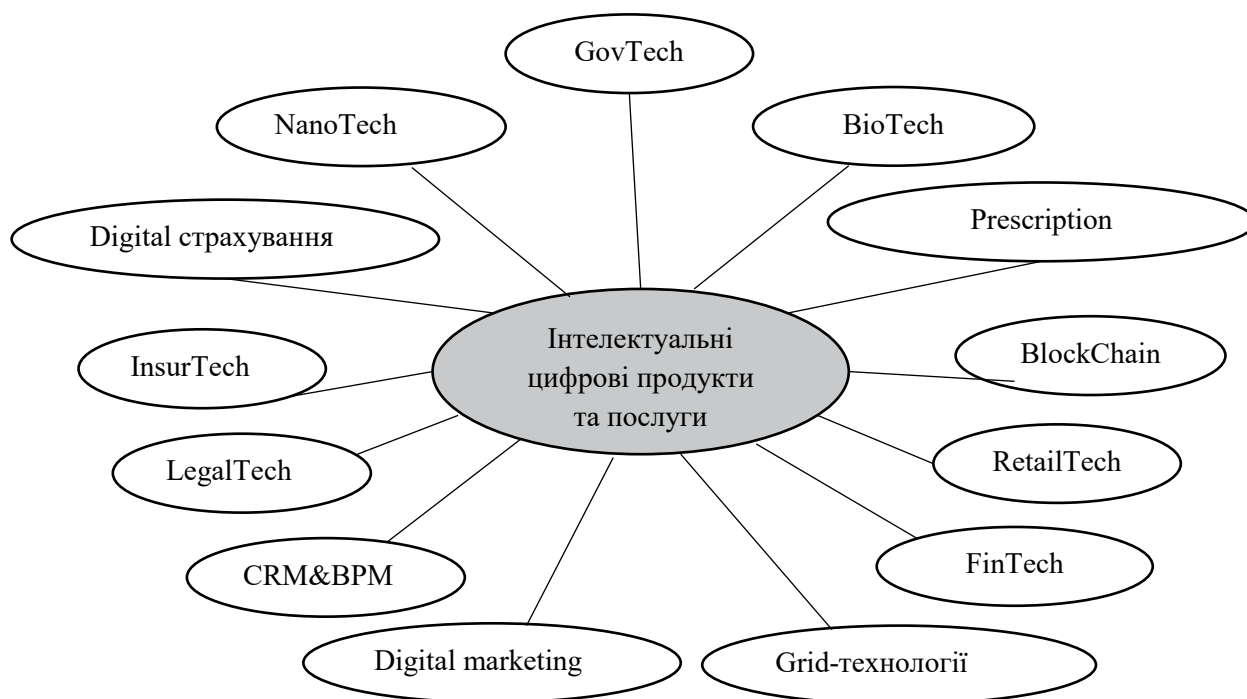 GovTech
NanoTech
BioTech
Digital страхування
Prescription
Інтелектуальні
цифрові продукти
та послуги
InsurTech
BlockChain
LegalTech
RetailTech
CRM&BPM
FinTech
Digital marketing
Grid-технології